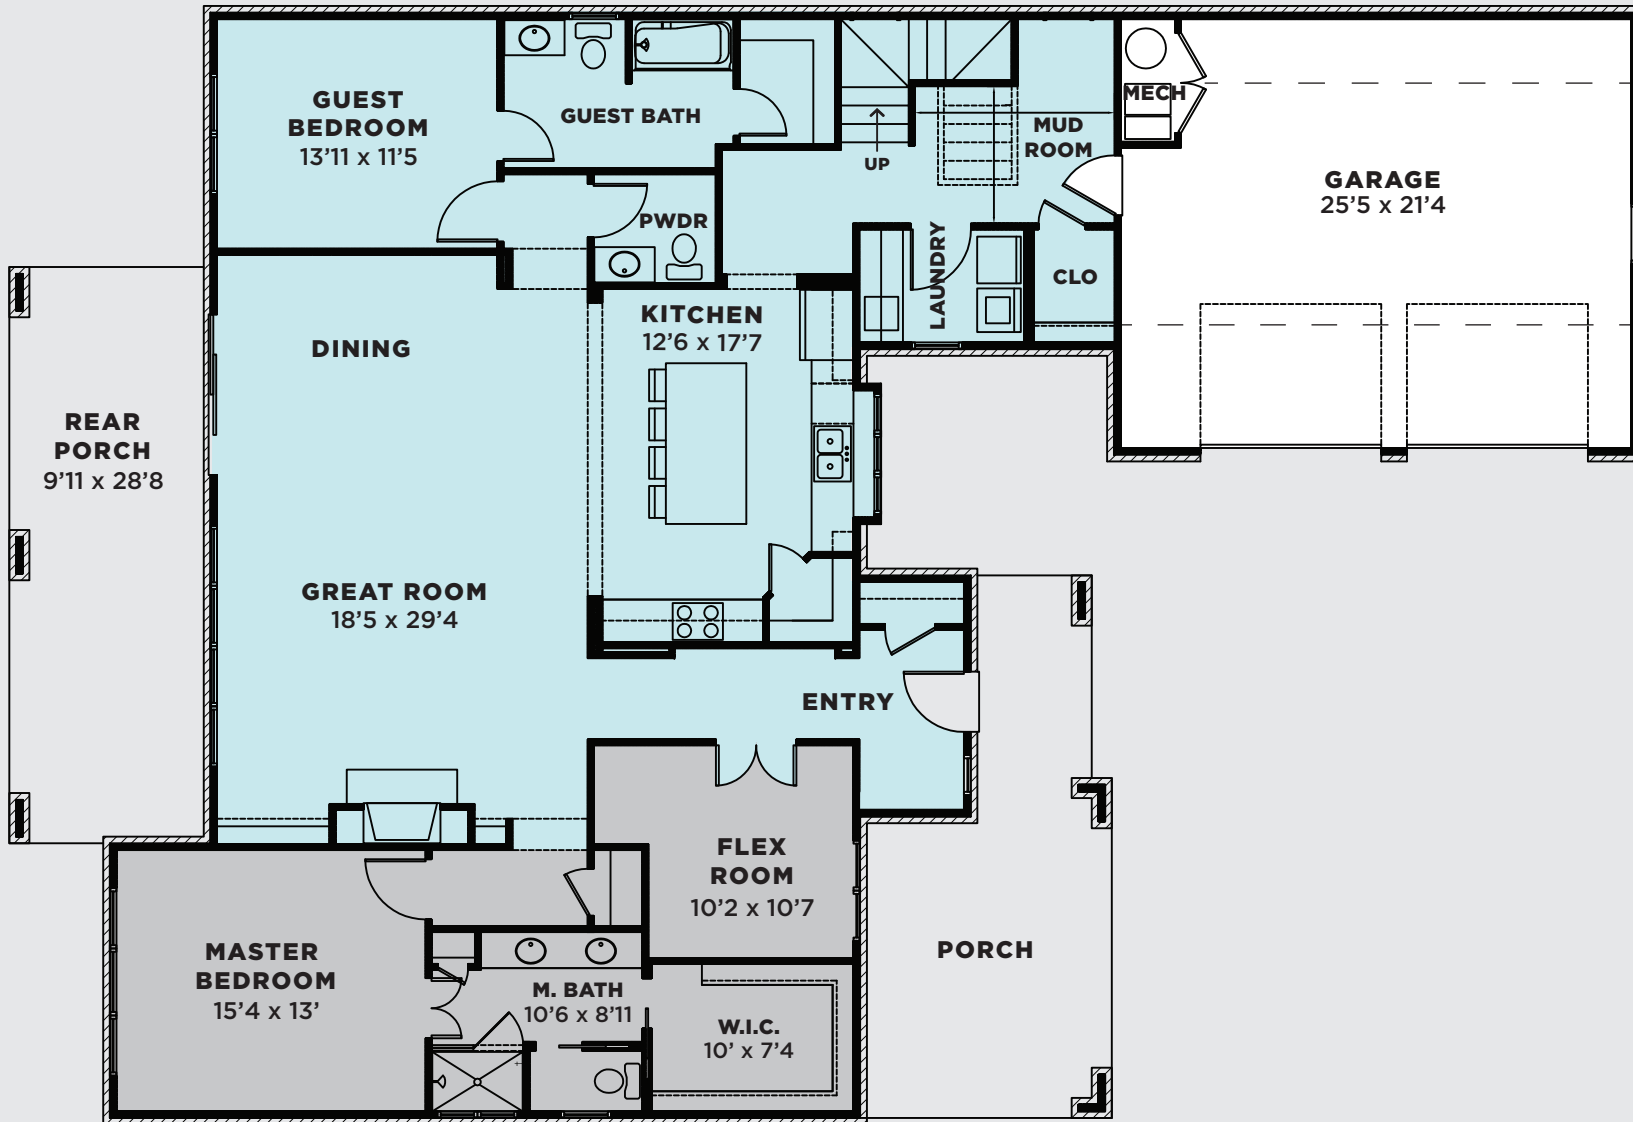 GUEST
BEDROOM
13'11 x 11'5
GUEST BATH
UP
MUD
ROOM
MECH
GARAGE
25'5 x 21'4
PWDR
LAUNDRY
CLO
DINING
KITCHEN
12'6 x 17'7
REAR
PORCH
9'11 x 28'8
GREAT ROOM
18'5 x 29'4
ENTRY
FLEX
ROOM
10'2 x 10'7
MASTER
BEDROOM
15'4 x 13'
M. BATH
10'6 x 8'11
W.I.C.
10' x 7'4
PORCH